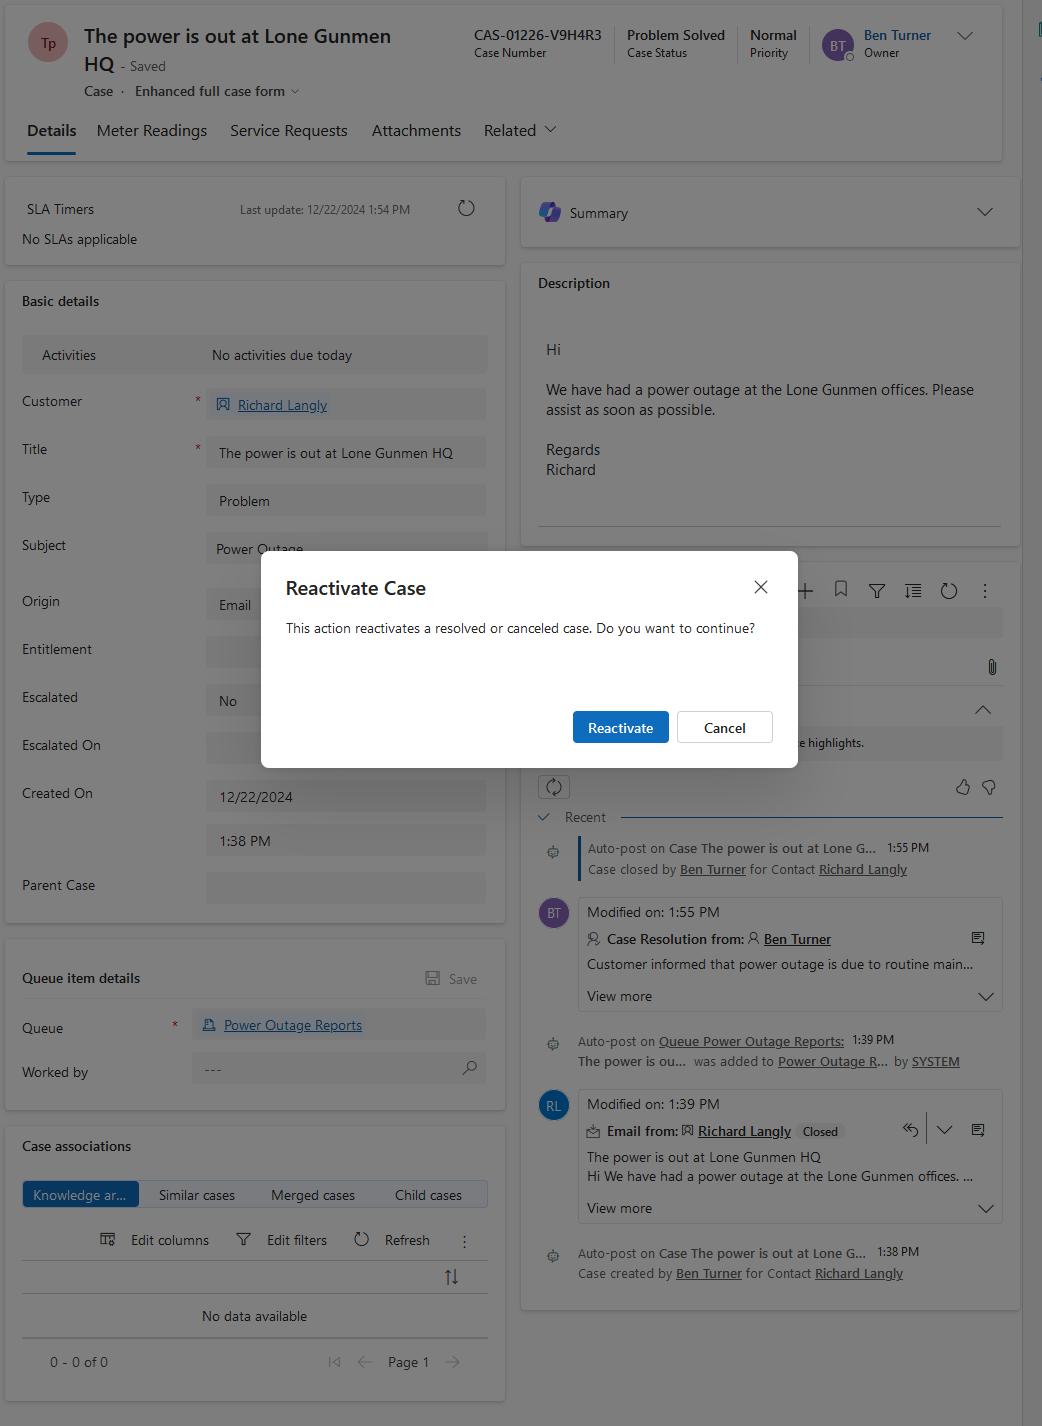 Tp
The power is out at Lone Gunmen
HQ - Saved
Case · Enhanced full case form
CAS-01226-V9H4R3
Case Number
Problem Solved
Case Status
Normal
Priority
BT
Ben Turner
Owner
Details Meter Readings Service Requests Attachments Related
SLA Timers
Last update: 12/22/2024 1:54 PM
No SLAs applicable
Basic details
Activities
No activities due today
Customer *
Richard Langly
Title *
The power is out at Lone Gunmen HQ
Type
Problem
Subject
Power Outage
Origin
Email
Entitlement
Escalated
No
Escalated On
Created On
12/22/2024
1:38 PM
Parent Case
Queue item details
Save
Queue *
Power Outage Reports
Worked by
---
Case associations
Knowledge ar... Similar cases Merged cases Child cases
Edit columns Edit filters Refresh
No data available
0 - 0 of 0
Page 1
Summary
Description
Hi
We have had a power outage at the Lone Gunmen offices. Please
assist as soon as possible.
Regards
Richard
Reactivate Case
This action reactivates a resolved or canceled case. Do you want to continue?
Reactivate
Cancel
highlights.
Recent
Auto-post on Case The power is out at Lone G... 1:55 PM
Case closed by Ben Turner for Contact Richard Langly
BT
Modified on: 1:55 PM
Case Resolution from: Ben Turner
Customer informed that power outage is due to routine main...
View more
Auto-post on Queue Power Outage Reports: 1:39 PM
The power is ou... was added to Power Outage R... by SYSTEM
RL
Modified on: 1:39 PM
Email from: Richard Langly Closed
The power is out at Lone Gunmen HQ
Hi We have had a power outage at the Lone Gunmen offices. ...
View more
Auto-post on Case The power is out at Lone G... 1:38 PM
Case created by Ben Turner for Contact Richard Langly